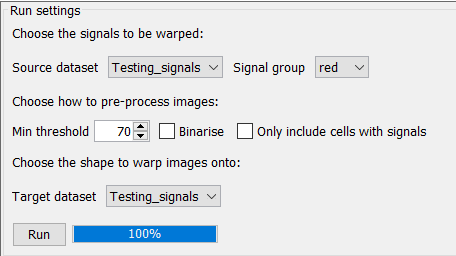 Run settings
Choose the signals to be warped:
Source dataset Testing_signals Signal group red
Choose how to pre-process images:
Min threshold 70 Binarise Only include cells with signals
Choose the shape to warp images onto:
Target dataset Testing_signals
Run 100%